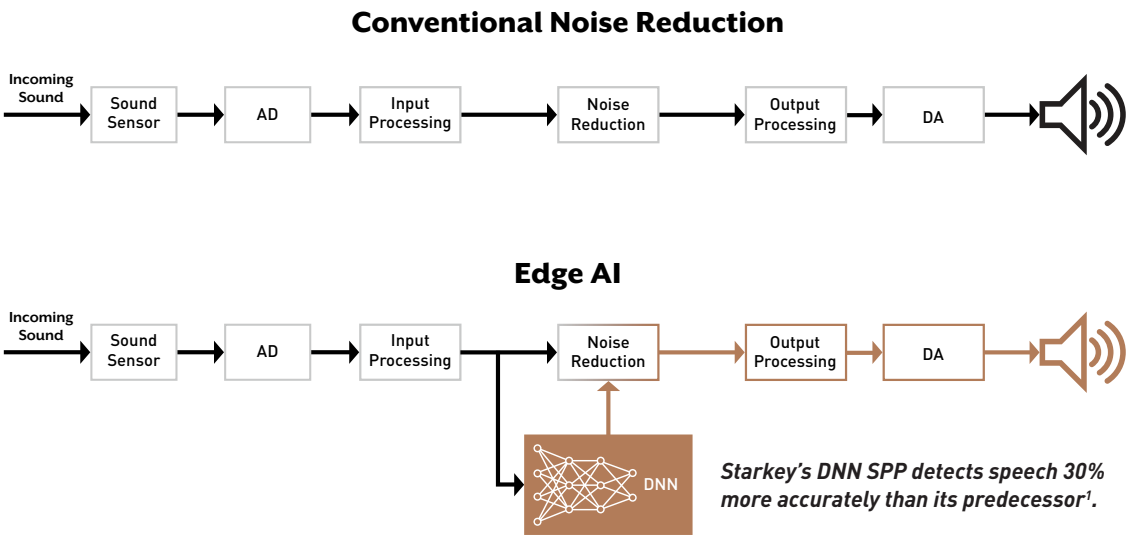 Conventional Noise Reduction
Incoming
Sound
Sound
Sensor
AD
Input
Processing
Noise
Reduction
Output
Processing
DA
Edge AI
Incoming
Sound
Sound
Sensor
AD
Input
Processing
Noise
Reduction
Output
Processing
DA
DNN
Starkey's DNN SPP detects speech 30%
more accurately than its predecessor¹.